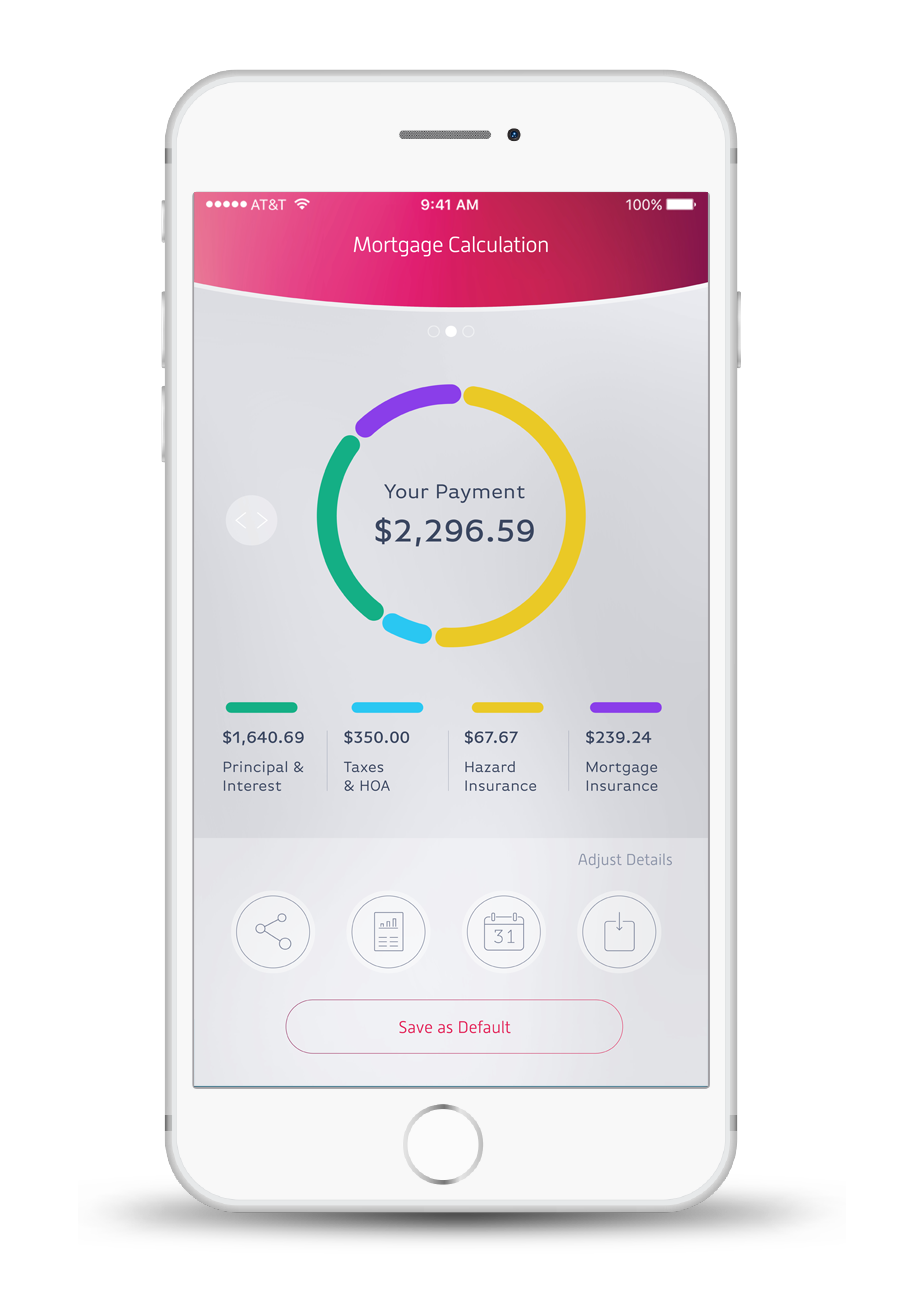 AT&T 9:41 AM 100%
Mortgage Calculation
Your Payment
$2,296.59
$1,640.69 $350.00 $67.67 $239.24
Principal & Taxes Hazard Mortgage
Interest & HOA Insurance Insurance
Adjust Details
31
Save as Default